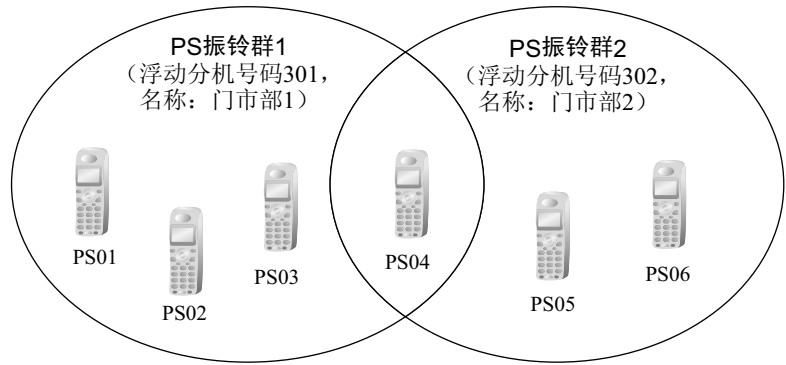 PS振铃群1
（浮动分机号码301，
名称：门市部1）
PS振铃群2
（浮动分机号码302，
名称：门市部2）
PS01
PS02
PS03
PS04
PS05
PS06